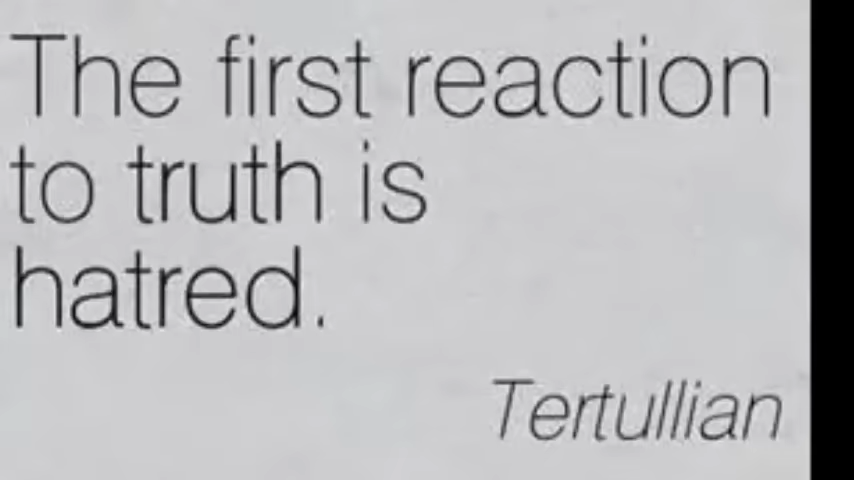 The first reaction
to truth is
hatred.
Tertullian